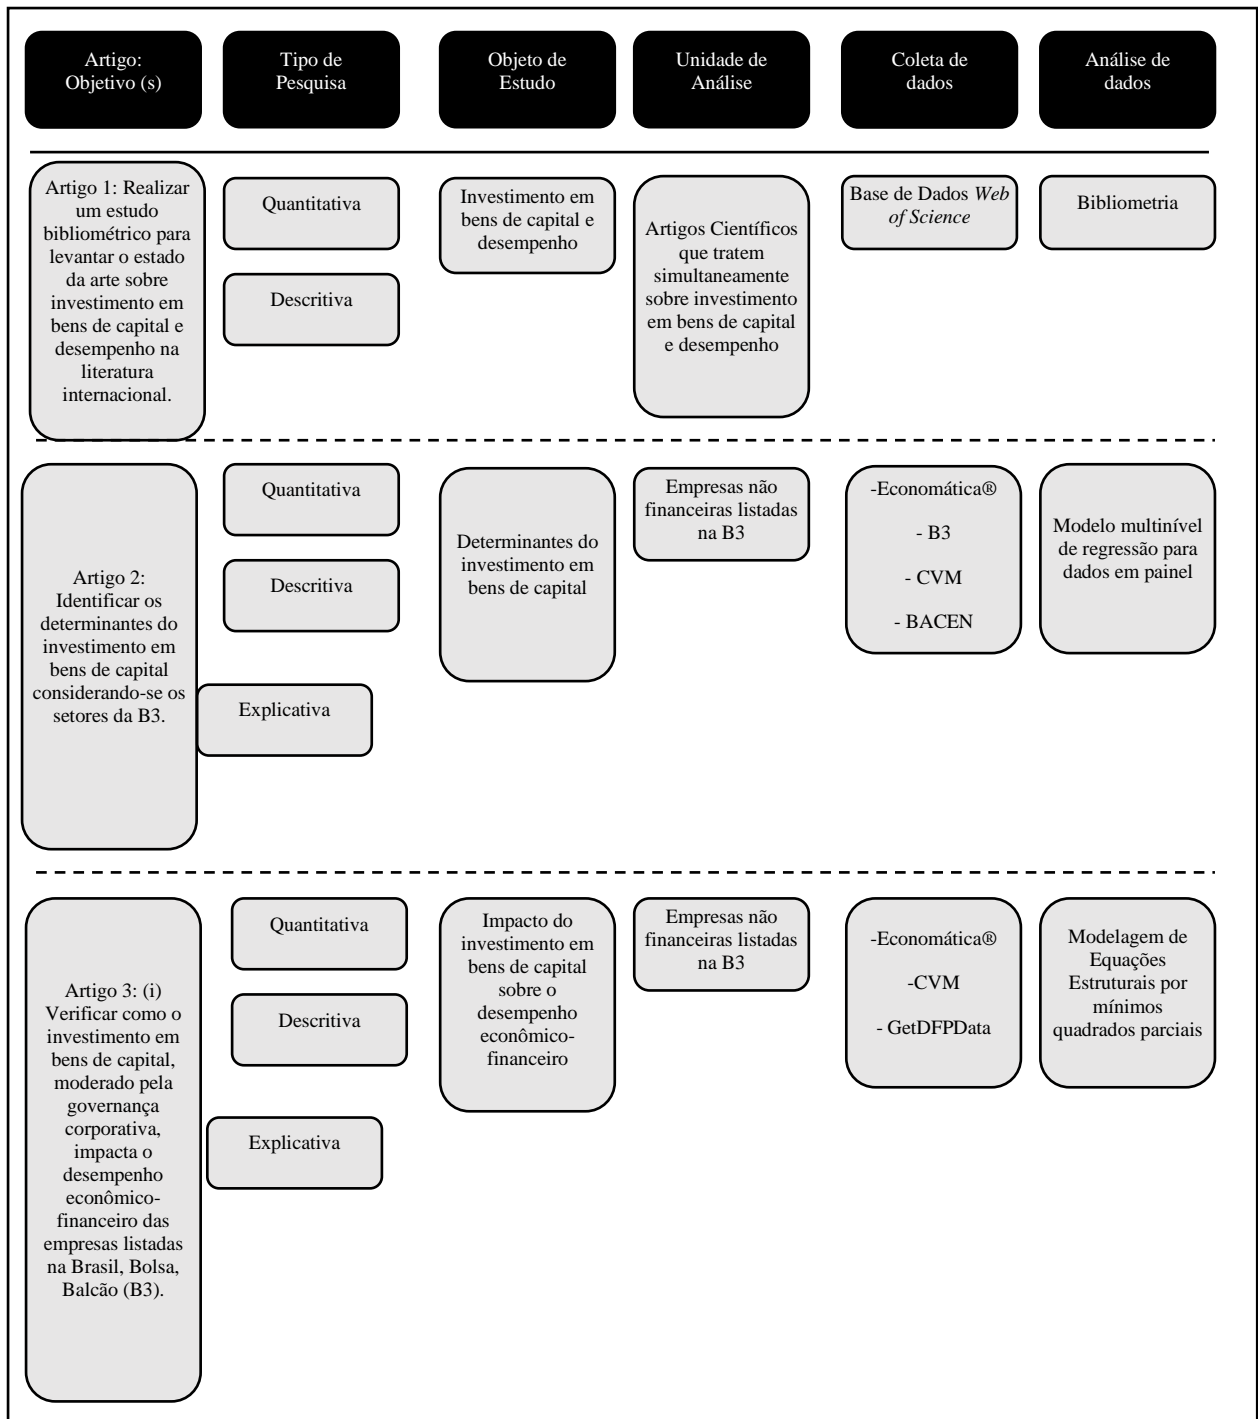 Artigo:
Objetivo (s)
Tipo de
Pesquisa
Objeto de
Estudo
Unidade de
Análise
Coleta de
dados
Análise de
dados
Artigo 1: Realizar
um estudo
bibliométrico para
levantar o estado
da arte sobre
investimento em
bens de capital e
desempenho na
literatura
internacional.
Quantitativa
Descritiva
Investimento em
bens de capital e
desempenho
Artigos Científicos
que tratem
simultaneamente
sobre investimento
em bens de capital
e desempenho
Base de Dados Web
of Science
Bibliometria
Artigo 2:
Identificar os
determinantes do
investimento em
bens de capital
considerando-se os
setores da B3.
Quantitativa
Descritiva
Explicativa
Determinantes do
investimento em
bens de capital
Empresas não
financeiras listadas
na B3
-Economática®
- B3
- CVM
- BACEN
Modelo multinível
de regressão para
dados em painel
Artigo 3: (i)
Verificar como o
investimento em
bens de capital,
moderado pela
governança
corporativa,
impacta o
desempenho
econômico-
financeiro das
empresas listadas
na Brasil, Bolsa,
Balcão (B3).
Quantitativa
Descritiva
Explicativa
Impacto do
investimento em
bens de capital
sobre o
desempenho
econômico-
financeiro
Empresas não
financeiras listadas
na B3
-Economática®
-CVM
- GetDFPData
Modelagem de
Equações
Estruturais por
mínimos
quadrados parciais